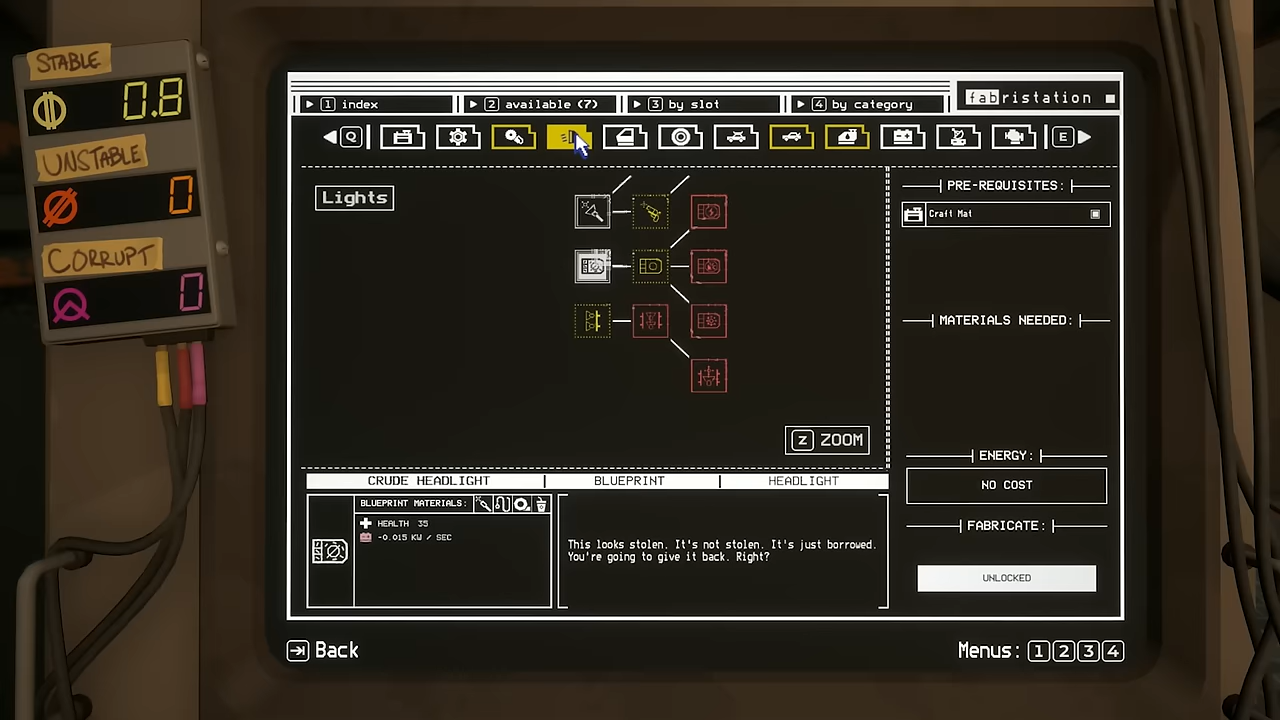 STABLE
0.8
UNSTABLE
0
CORRUPT
0
1 index
2 available (7)
3 by slot
4 by category
fabristation
Q
E
Lights
PRE-REQUISITES:
Craft Mat
MATERIALS NEEDED:
Z ZOOM
ENERGY:
NO COST
CRUDE HEADLIGHT
BLUEPRINT
HEADLIGHT
BLUEPRINT MATERIALS:
HEALTH 35
-0.015 KW / SEC
This looks stolen. It's not stolen. It's just borrowed.
You're going to give it back. Right?
FABRICATE:
UNLOCKED
Back
Menus: 1 2 3 4